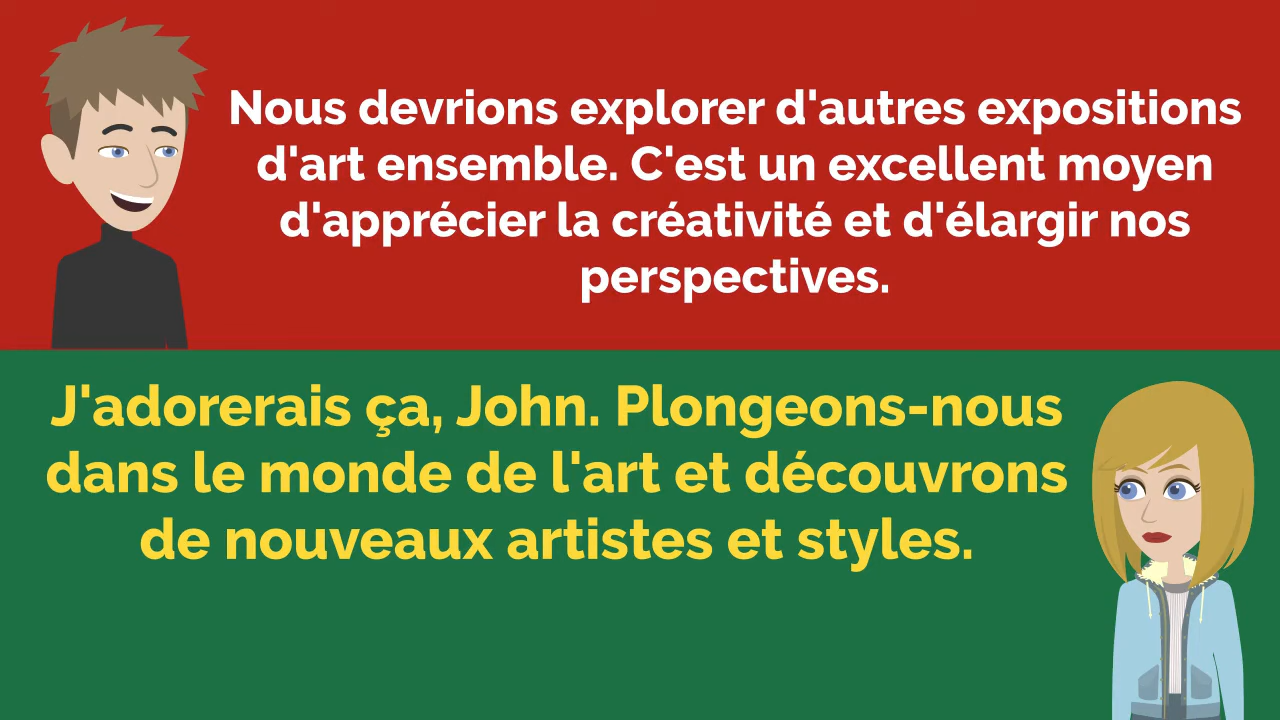 Nous devrions explorer d'autres expositions
d'art ensemble. C'est un excellent moyen
d'apprécier la créativité et d'élargir nos
perspectives.
J'adorerais ça, John. Plongeons-nous
dans le monde de l'art et découvrons
de nouveaux artistes et styles.